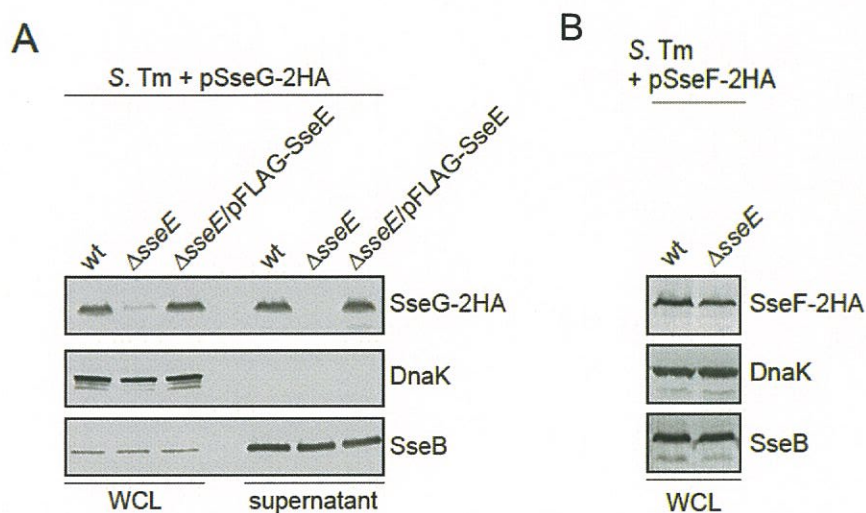 A
S. Tm + pSseG-2HA
wt
ΔsseE
ΔsseE/pFLAG-SseE
wt
ΔsseE
ΔsseE/pFLAG-SseE
SseG-2HA
DnaK
SseB
WCL
supernatant
B
S. Tm
+ pSseF-2HA
wt
ΔsseE
SseF-2HA
DnaK
SseB
WCL